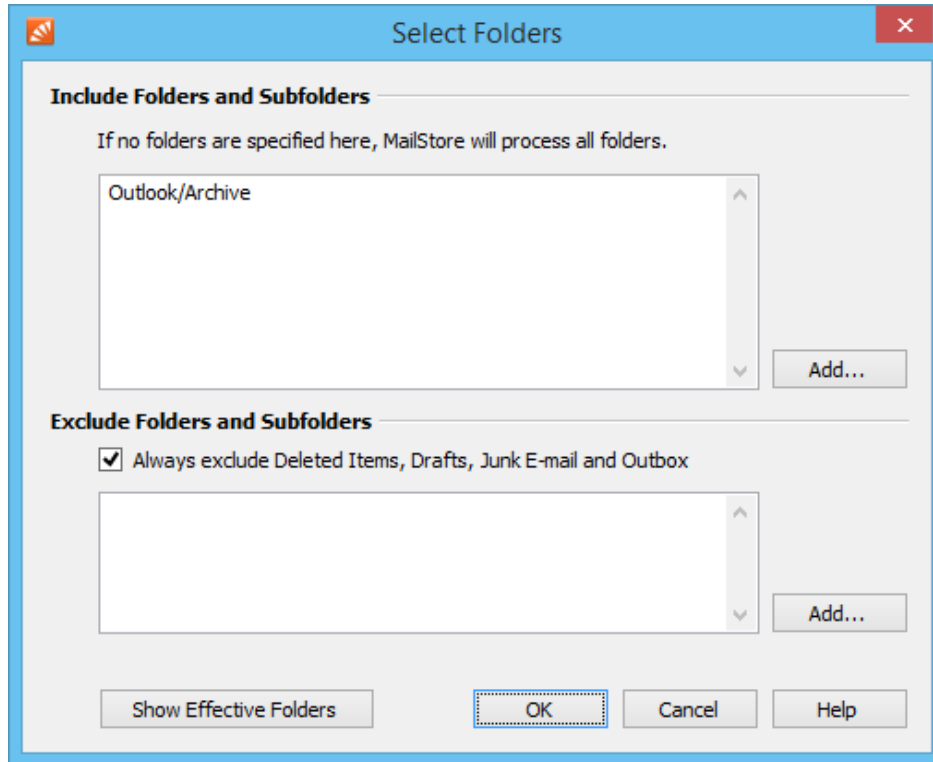 Select Folders
Include Folders and Subfolders
If no folders are specified here, MailStore will process all folders.
Outlook/Archive
Add...
Exclude Folders and Subfolders
Always exclude Deleted Items, Drafts, Junk E-mail and Outbox
Add...
Show Effective Folders
OK
Cancel
Help